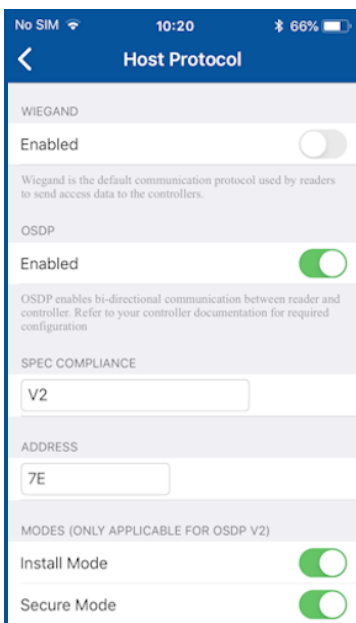 No SIM 10:20 66%
Host Protocol
WIEGAND
Enabled
Wiegand is the default communication protocol used by readers
to send access data to the controllers.
OSDP
Enabled
OSDP enables bi-directional communication between reader and
controller. Refer to your controller documentation for required
configuration
SPEC COMPLIANCE
V2
ADDRESS
7E
MODES (ONLY APPLICABLE FOR OSDP V2)
Install Mode
Secure Mode